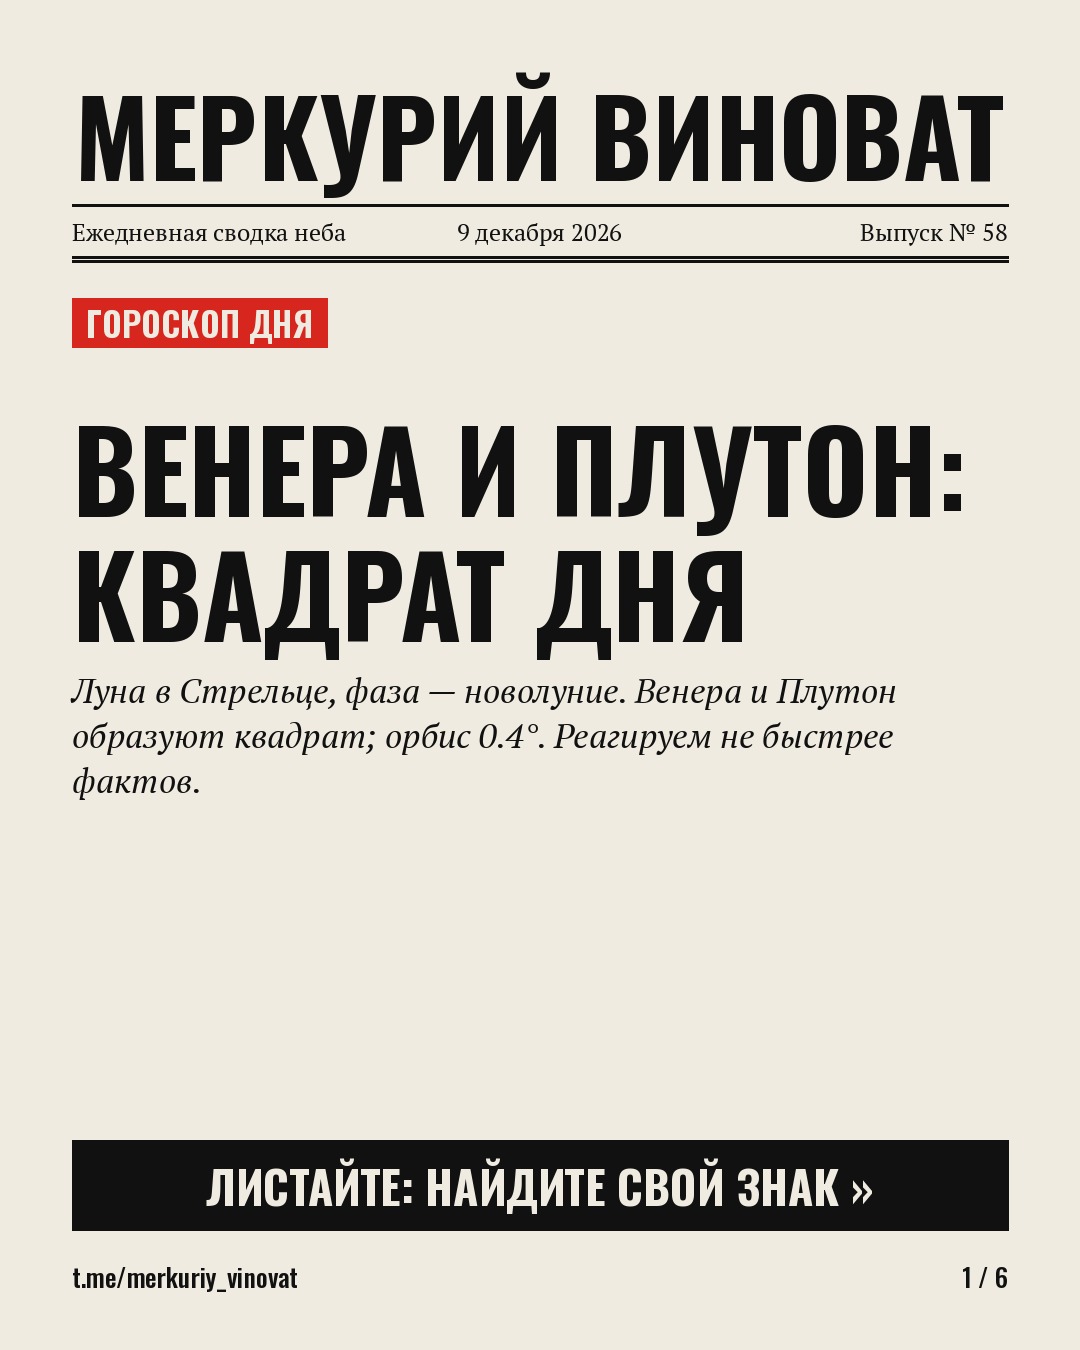 МЕРКУРИЙ ВИНОВАТ
Ежедневная сводка неба 9 декабря 2026 Выпуск № 58
ГОРОСКОП ДНЯ
ВЕНЕРА И ПЛУТОН:
КВАДРАТ ДНЯ
Луна в Стрельце, фаза — новолуние. Венера и Плутон
образуют квадрат; орбис 0.4°. Реагируем не быстрее
фактов.
ЛИСТАЙТЕ: НАЙДИТЕ СВОЙ ЗНАК »
t.me/merkuriy_vinovat 1 / 6